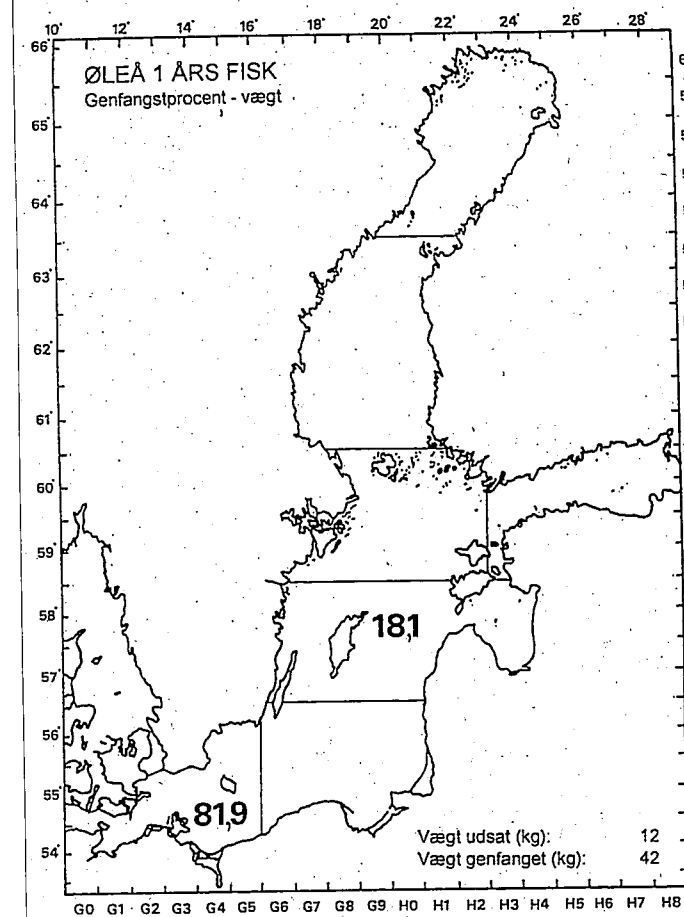 10° 12° 14° 16° 18° 20° 22° 24° 26° 28°
66°
ØLEÅ 1 ÅRS FISK
Genfangstprocent - vægt
65°
64°
63°
62°
61°
60°
59°
58°
18,1
57°
56°
55°
81,9
Vægt udsat (kg): 12
54°
Vægt genfanget (kg): 42
G0 G1 G2 G3 G4 G5 G6 G7 G8 G9 H0 H1 H2 H3 H4 H5 H6 H7 H8